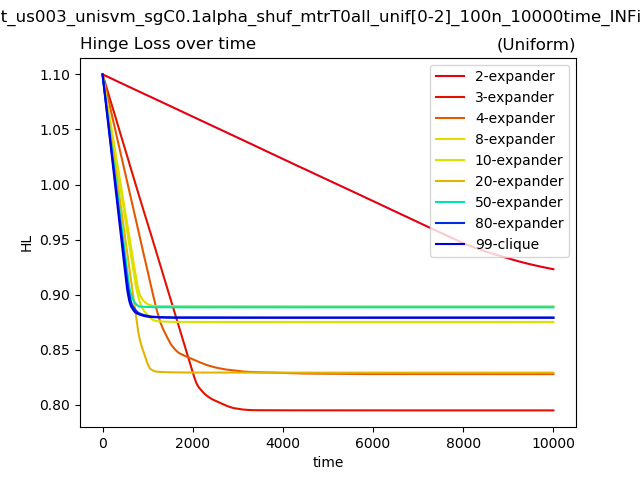 t_us003_unisvm_sgC0.1alpha_shuf_mtrT0all_unif[0-2]_100n_10000time_INFi
Hinge Loss over time (Uniform)
1.10
1.05
1.00
0.95
0.90
0.85
0.80
HL
2-expander
3-expander
4-expander
8-expander
10-expander
20-expander
50-expander
80-expander
99-clique
0 2000 4000 6000 8000 10000
time